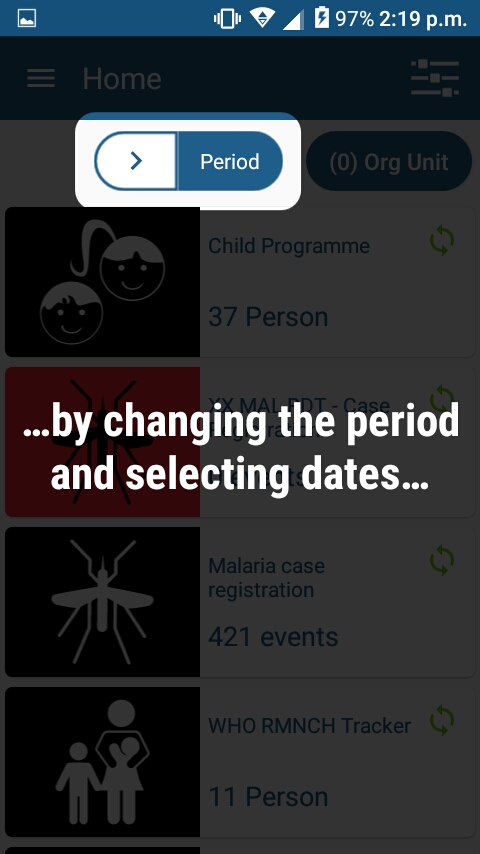 97% 2:19 p.m.
Home
Period
(0) Org Unit
Child Programme
37 Person
XX MAL RDT - Case
…by changing the period
and selecting dates…
Malaria case
registration
421 events
WHO RMNCH Tracker
11 Person